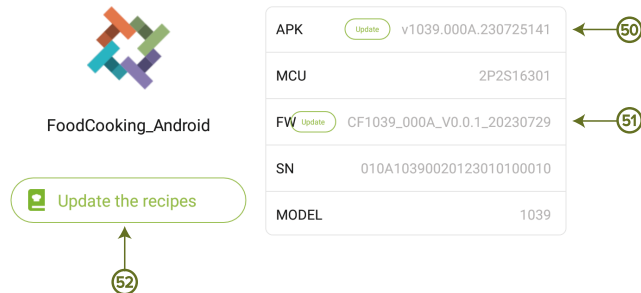 APK Update v1039.000A.230725141 50
MCU 2P2S16301
FoodCooking_Android
FW Update CF1039_000A_V0.0.1_20230729 51
SN 010A10390020123010100010
Update the recipes
MODEL 1039
52